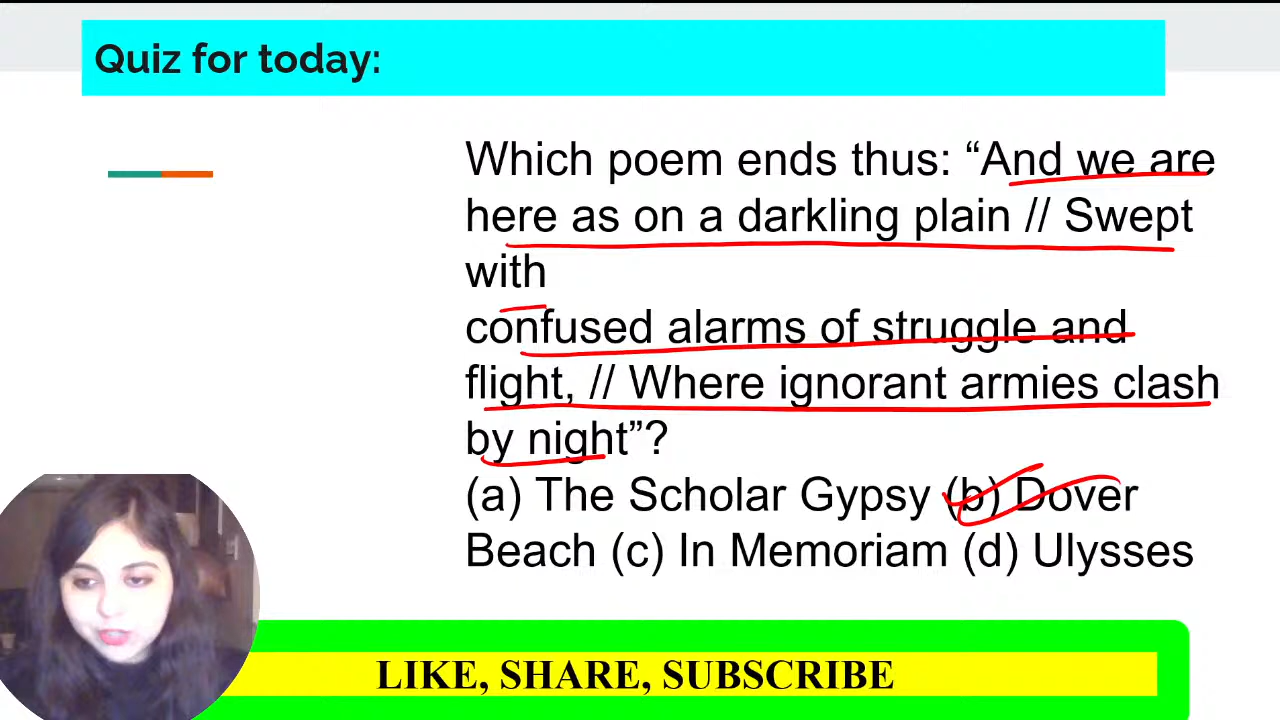 Quiz for today:
Which poem ends thus: “And we are
here as on a darkling plain // Swept
with
confused alarms of struggle and
flight, // Where ignorant armies clash
by night”?
(a) The Scholar Gypsy (b) Dover
Beach (c) In Memoriam (d) Ulysses
LIKE, SHARE, SUBSCRIBE